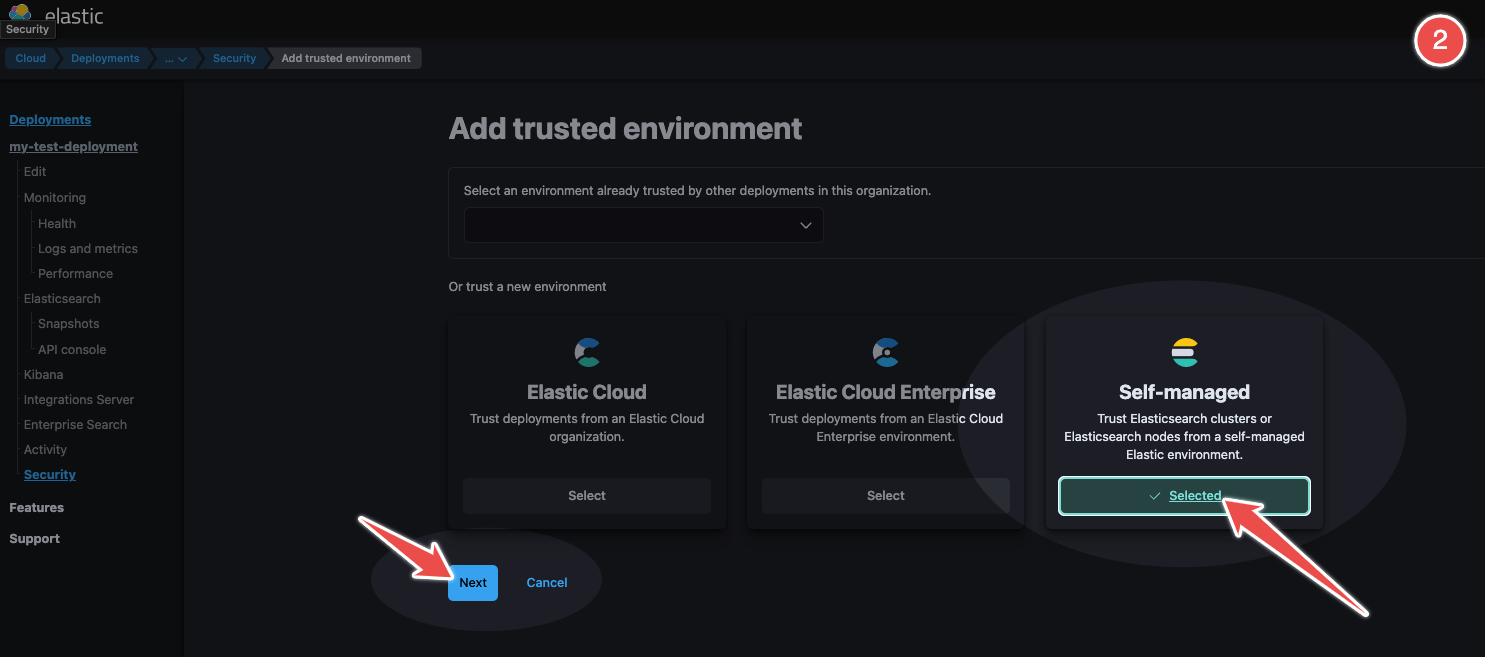 elastic
Security
2
Cloud
Deployments
...
Security
Add trusted environment
Deployments
my-test-deployment
Edit
Monitoring
Health
Logs and metrics
Performance
Elasticsearch
Snapshots
API console
Kibana
Integrations Server
Enterprise Search
Activity
Security
Features
Support
Add trusted environment
Select an environment already trusted by other deployments in this organization.
Or trust a new environment
Elastic Cloud
Trust deployments from an Elastic Cloud
organization.
Select
Elastic Cloud Enterprise
Trust deployments from an Elastic Cloud
Enterprise environment.
Select
Self-managed
Trust Elasticsearch clusters or
Elasticsearch nodes from a self-managed
Elastic environment.
Selected
Next
Cancel